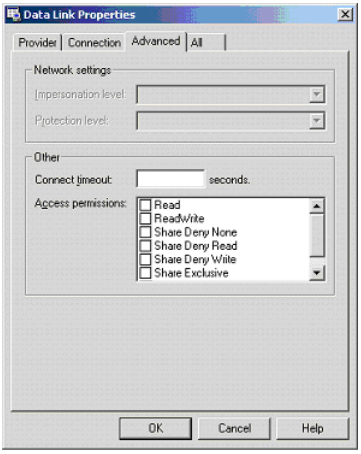 Data Link Properties
Provider Connection Advanced All
Network settings
Impersonation level:
Protection level:
Other
Connect timeout: seconds.
Access permissions: Read
ReadWrite
Share Deny None
Share Deny Read
Share Deny Write
Share Exclusive
OK Cancel Help